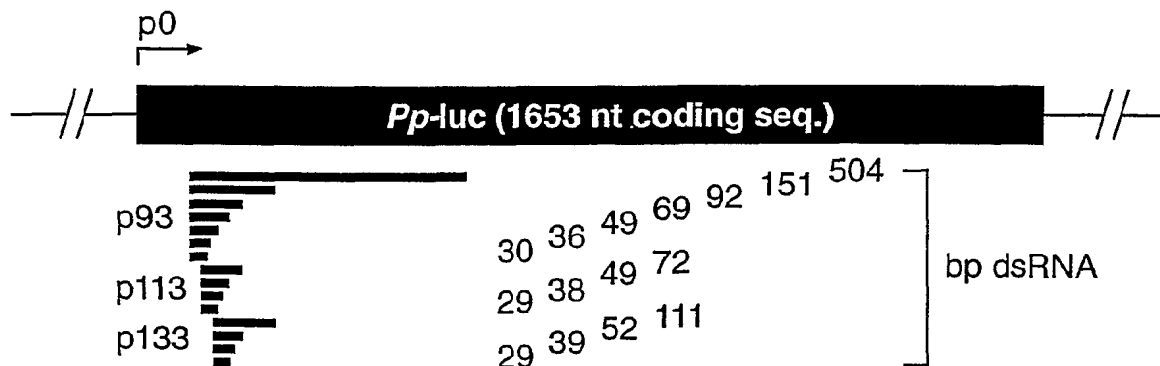 p0
Pp-luc (1653 nt coding seq.)
p93
30 36 49 69 92 151 504
p113
29 38 49 72
p133
29 39 52 111
bp dsRNA